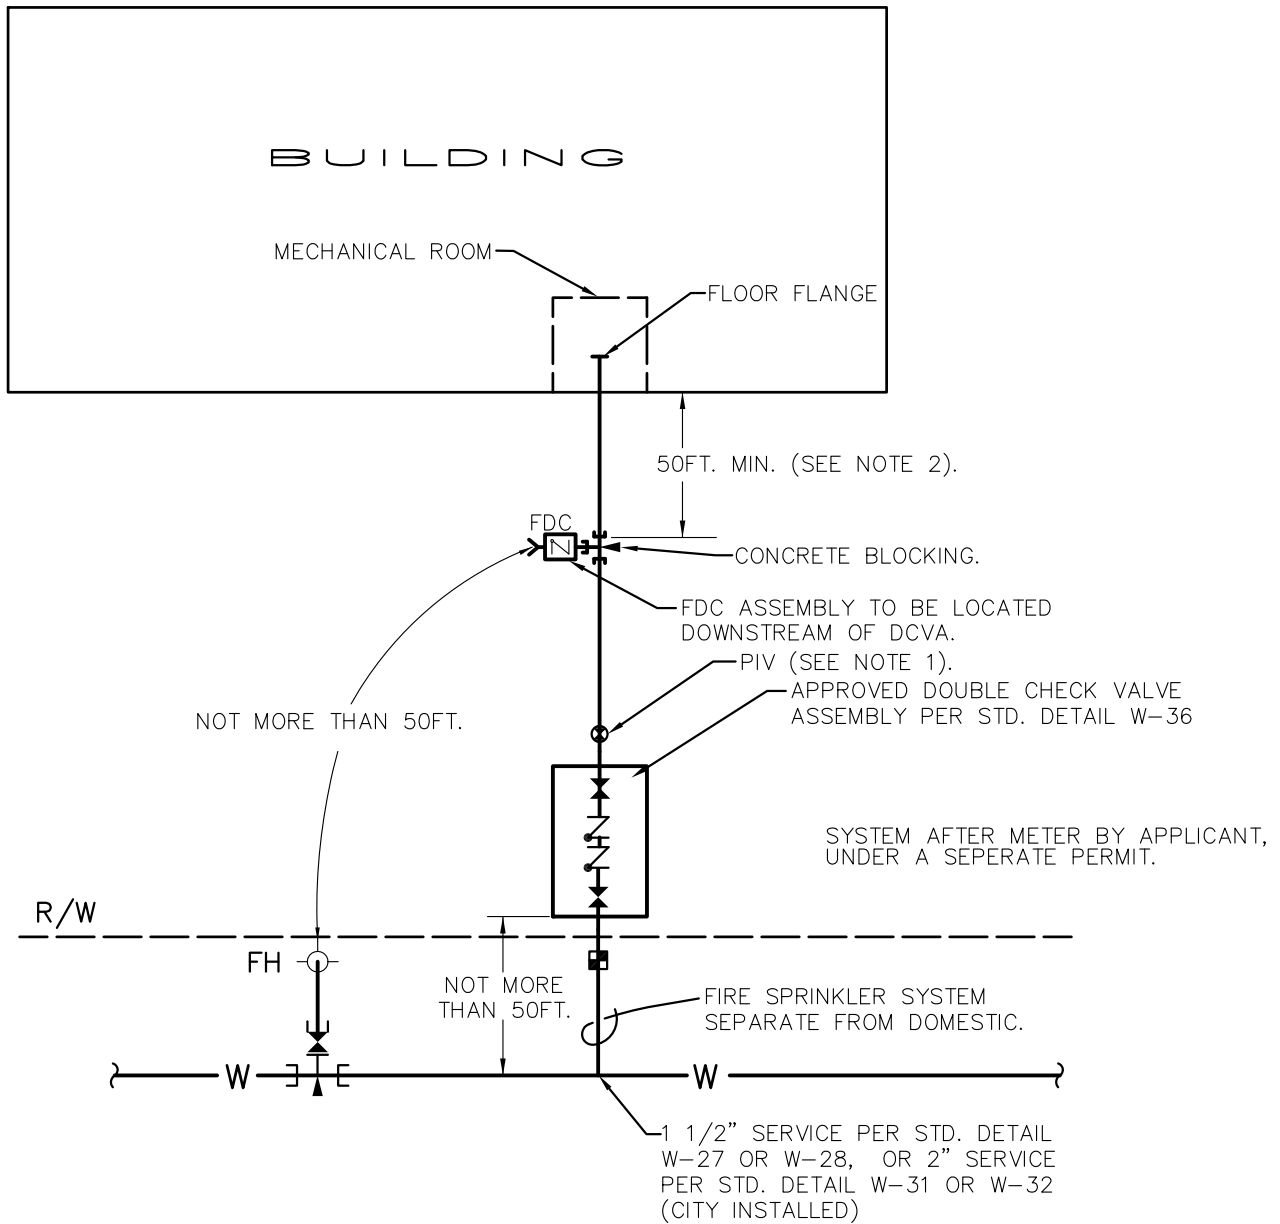 BUILDING
MECHANICAL ROOM
FLOOR FLANGE
50FT. MIN. (SEE NOTE 2).
FDC
CONCRETE BLOCKING.
FDC ASSEMBLY TO BE LOCATED
DOWNSTREAM OF DCVA.
PIV (SEE NOTE 1).
APPROVED DOUBLE CHECK VALVE
ASSEMBLY PER STD. DETAIL W-36
NOT MORE THAN 50FT.
SYSTEM AFTER METER BY APPLICANT,
UNDER A SEPERATE PERMIT.
R/W
FH
NOT MORE
THAN 50FT.
FIRE SPRINKLER SYSTEM
SEPARATE FROM DOMESTIC.
W
W
1 1/2" SERVICE PER STD. DETAIL
W-27 OR W-28, OR 2" SERVICE
PER STD. DETAIL W-31 OR W-32
(CITY INSTALLED)